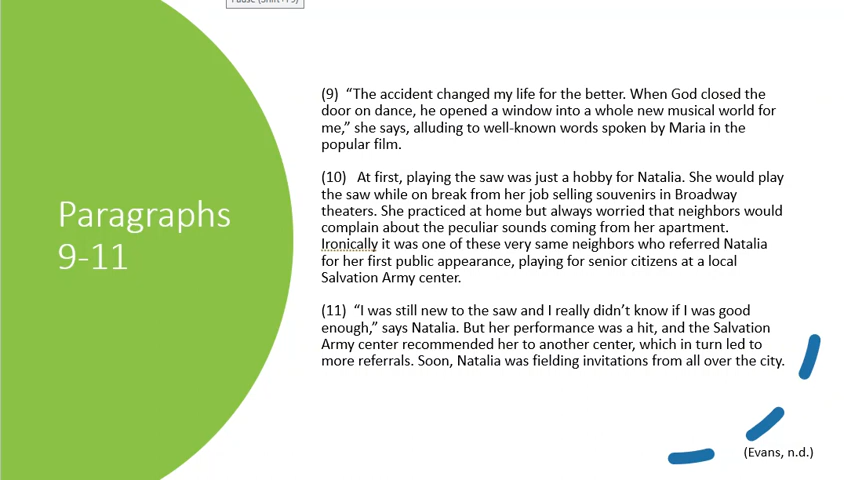 Paragraphs
9-11
(9) “The accident changed my life for the better. When God closed the
door on dance, he opened a window into a whole new musical world for
me,” she says, alluding to well-known words spoken by Maria in the
popular film.
(10) At first, playing the saw was just a hobby for Natalia. She would play
the saw while on break from her job selling souvenirs in Broadway
theaters. She practiced at home but always worried that neighbors would
complain about the peculiar sounds coming from her apartment.
Ironically it was one of these very same neighbors who referred Natalia
for her first public appearance, playing for senior citizens at a local
Salvation Army center.
(11) “I was still new to the saw and I really didn’t know if I was good
enough,” says Natalia. But her performance was a hit, and the Salvation
Army center recommended her to another center, which in turn led to
more referrals. Soon, Natalia was fielding invitations from all over the city.
(Evans, n.d.)